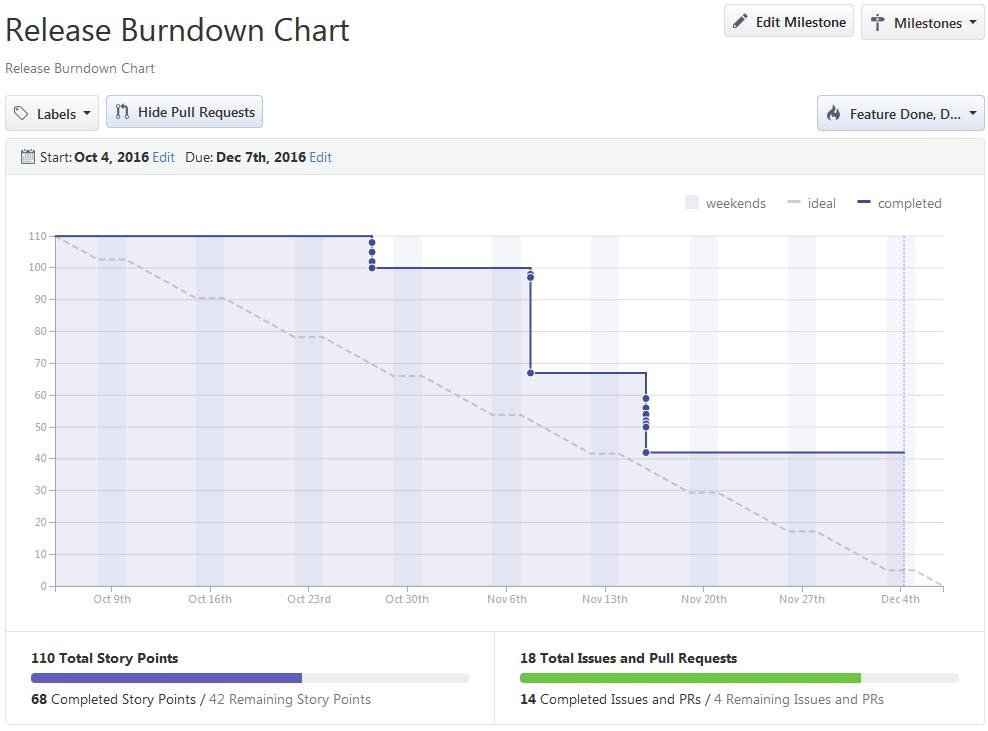 Release Burndown Chart
Edit Milestone
Milestones
Release Burndown Chart
Labels
Hide Pull Requests
Feature Done, D...
Start: Oct 4, 2016 Edit Due: Dec 7th, 2016 Edit
weekends ideal completed
110
100
90
80
70
60
50
40
30
20
10
0
Oct 9th Oct 16th Oct 23rd Oct 30th Nov 6th Nov 13th Nov 20th Nov 27th Dec 4th
110 Total Story Points
68 Completed Story Points / 42 Remaining Story Points
18 Total Issues and Pull Requests
14 Completed Issues and PRs / 4 Remaining Issues and PRs